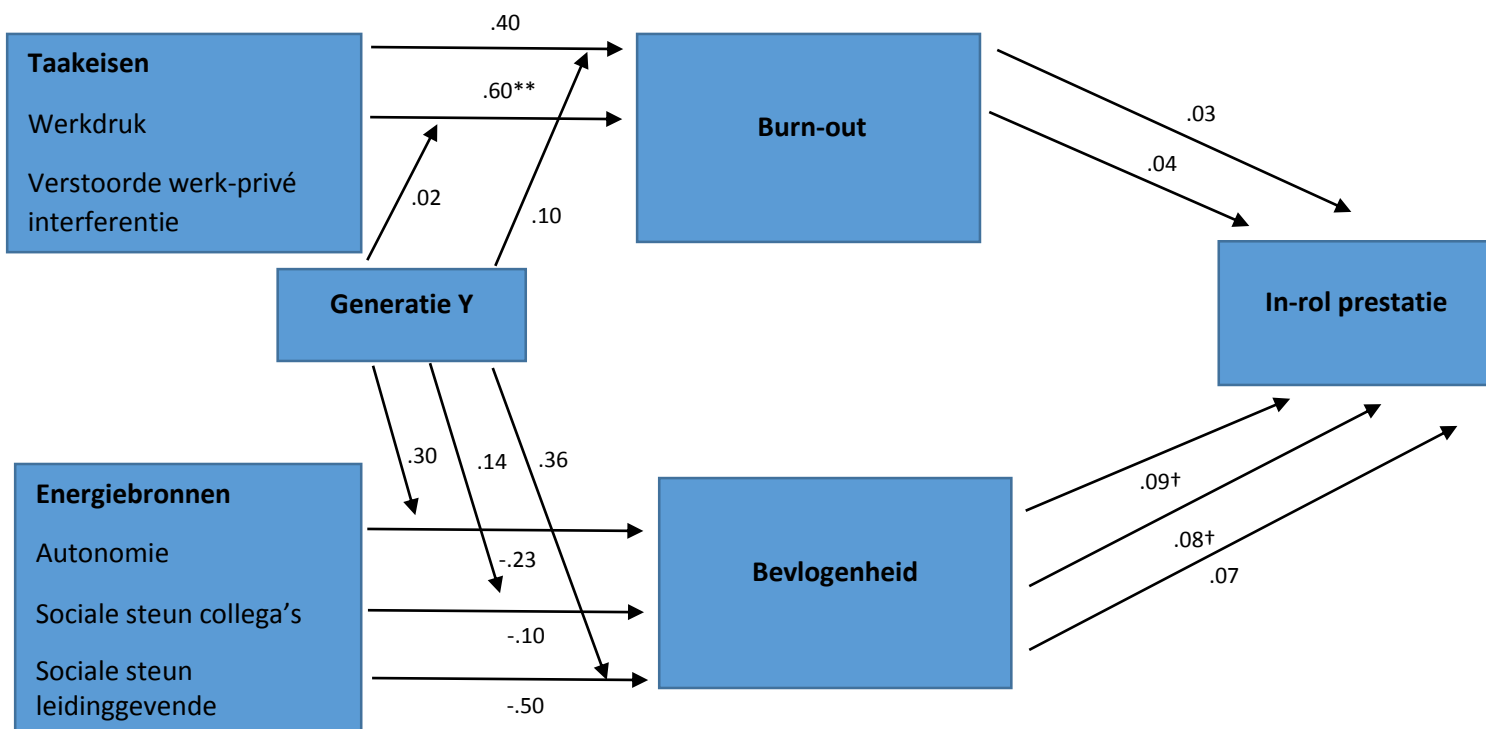 .40
Taakeisen
.60**
Werkdruk
Burn-out
.03
.04
Verstoorde werk-privé
interferentie
.02
.10
Generatie Y
In-rol prestatie
.30
.14
.36
Energiebronnen
.09†
Autonomie
-.23
Bevlogenheid
.08†
.07
Sociale steun collega's
-.10
Sociale steun
leidinggevende
-.50